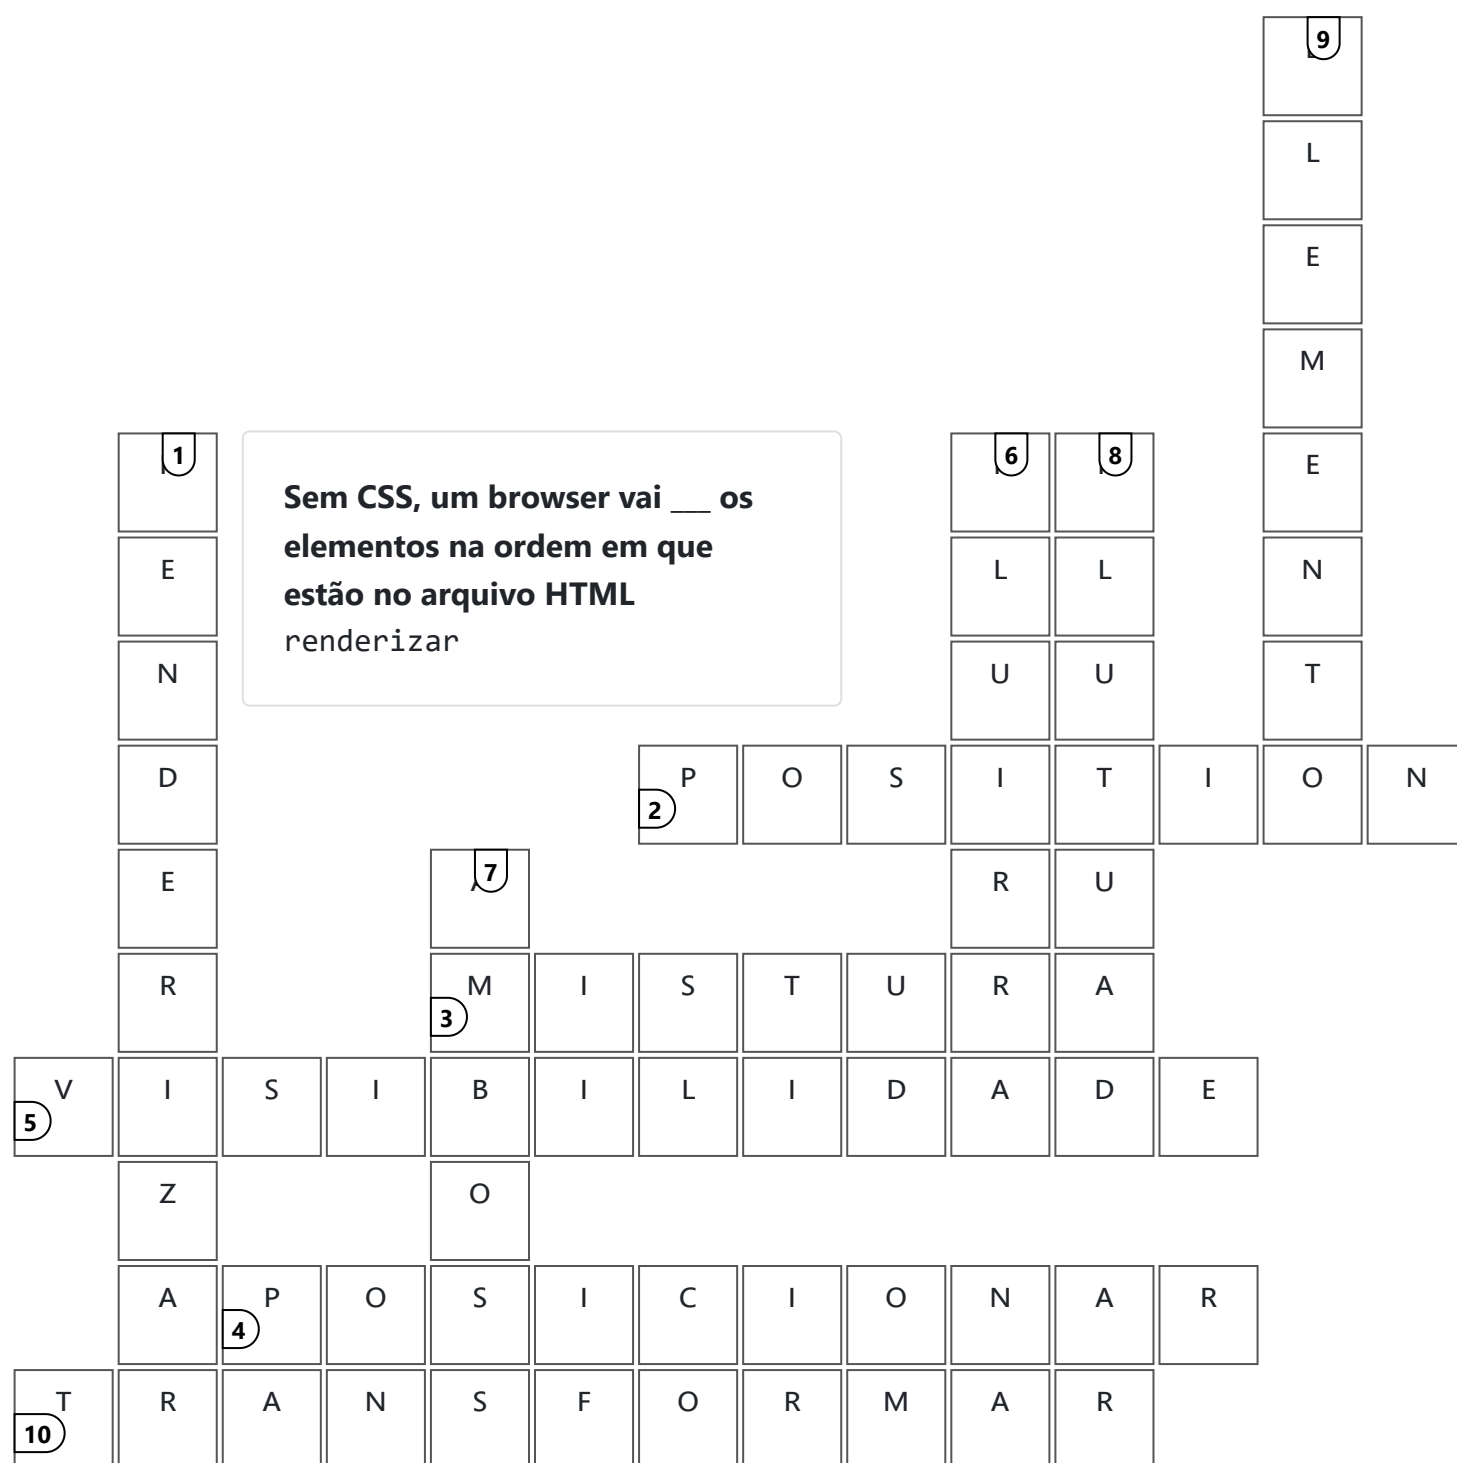 9
L
E
M
1 6 8 E
Sem CSS, um browser vai ___ os
elementos na ordem em que
estão no arquivo HTML
renderizar
E L L N
N U U T
D P O S I T I O N
2
E 7 R U
R M I S T U R A
3
V I S I B I L I D A D E
5
Z O
A P O S I C I O N A R
4
T R A N S F O R M A R
10